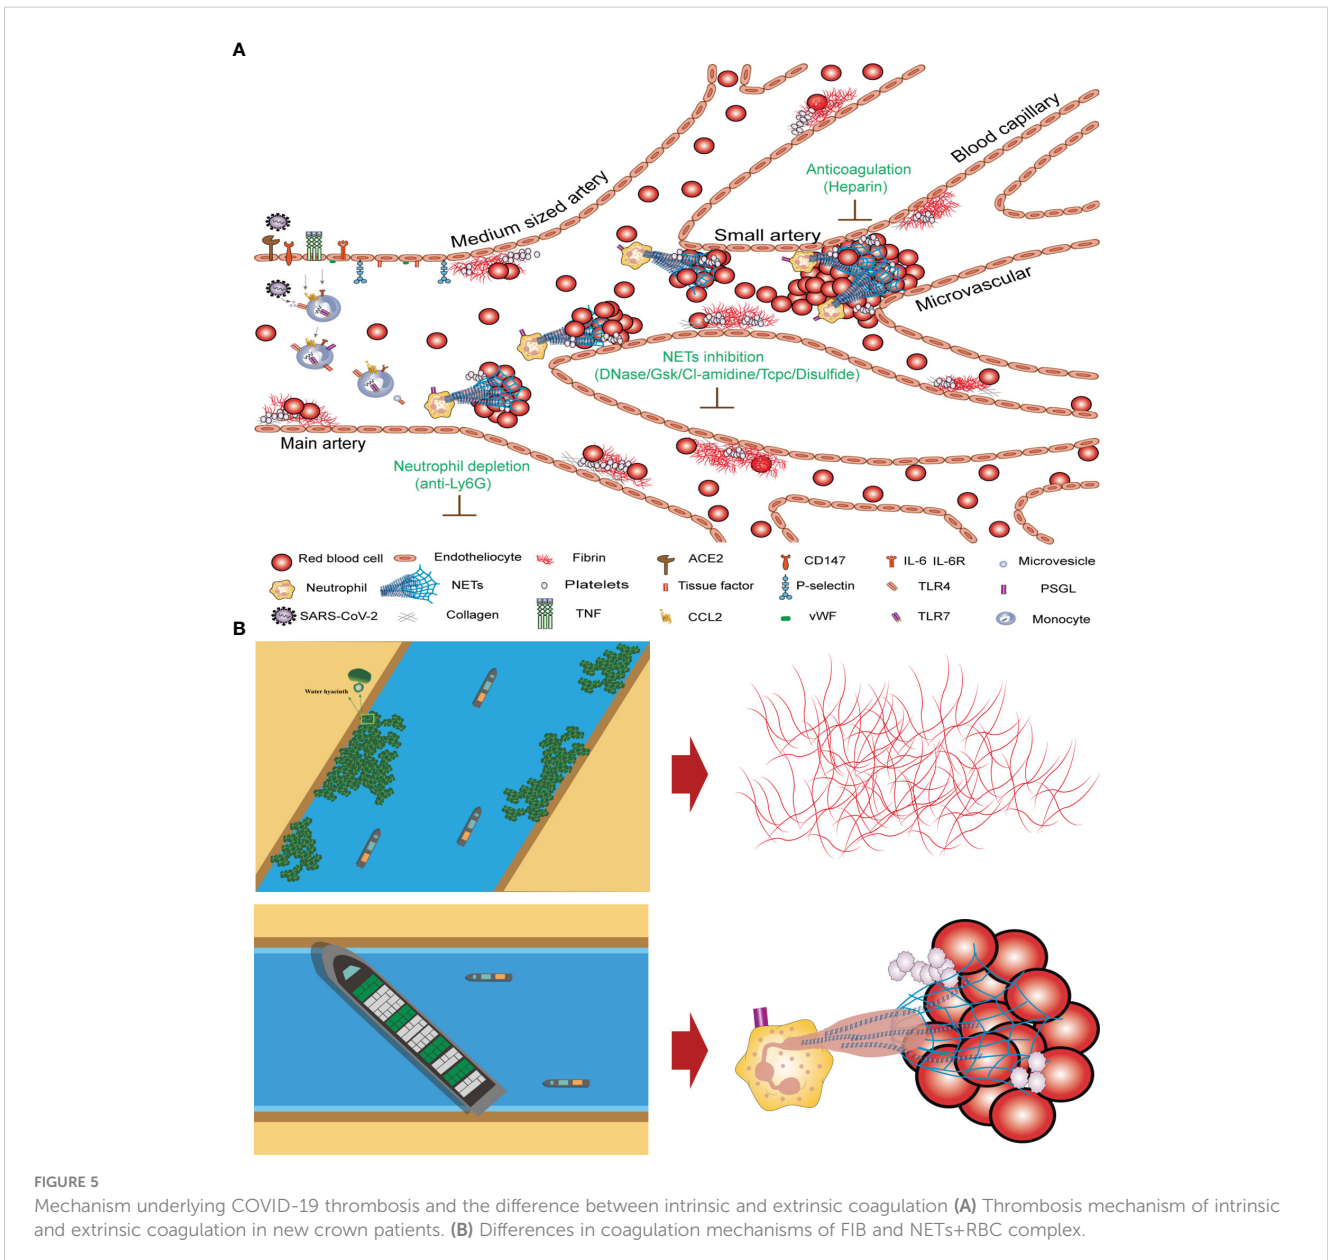 A
Medium sized artery
Blood capillary
Anticoagulation
(Heparin)
Small artery
Microvascular
NETs inhibition
(DNase/Gsk/Cl-amidine/Tcpc/Disulfide)
Main artery
Neutrophil depletion
(anti-Ly6G)
Red blood cell
Endotheliocyte
Fibrin
ACE2
CD147
IL-6 IL-6R
Microvesicle
Neutrophil
NETs
Platelets
Tissue factor
P-selectin
TLR4
PSGL
SARS-CoV-2
Collagen
TNF
CCL2
vWF
TLR7
Monocyte
B
Water hyacinth
FIGURE 5
Mechanism underlying COVID-19 thrombosis and the difference between intrinsic and extrinsic coagulation (A) Thrombosis mechanism of intrinsic
and extrinsic coagulation in new crown patients. (B) Differences in coagulation mechanisms of FIB and NETs+RBC complex.